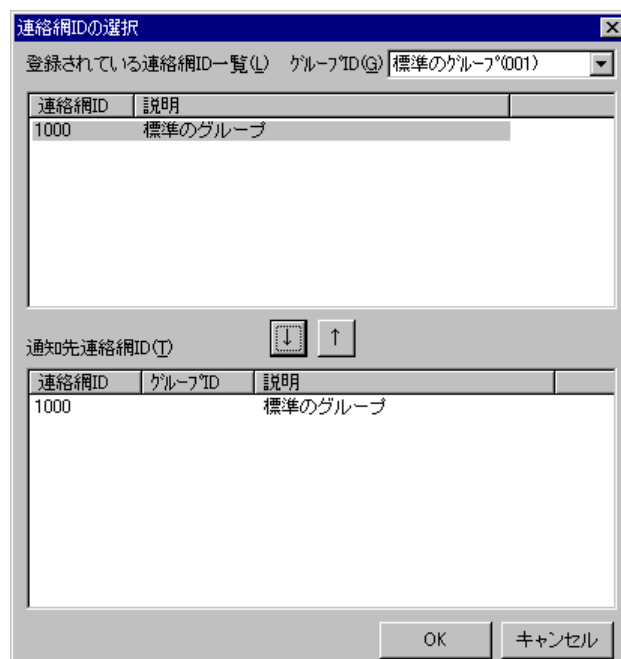 連絡網IDの選択
登録されている連絡網ID一覧(L) ｸﾞﾙｰﾌﾟID(G) 標準のｸﾞﾙｰﾌﾟ(001)
連絡網ID 説明
1000 標準のグループ
↓ ↑
通知先連絡網ID(T)
連絡網ID ｸﾞﾙｰﾌﾟID 説明
1000 標準のグループ
OK キャンセル